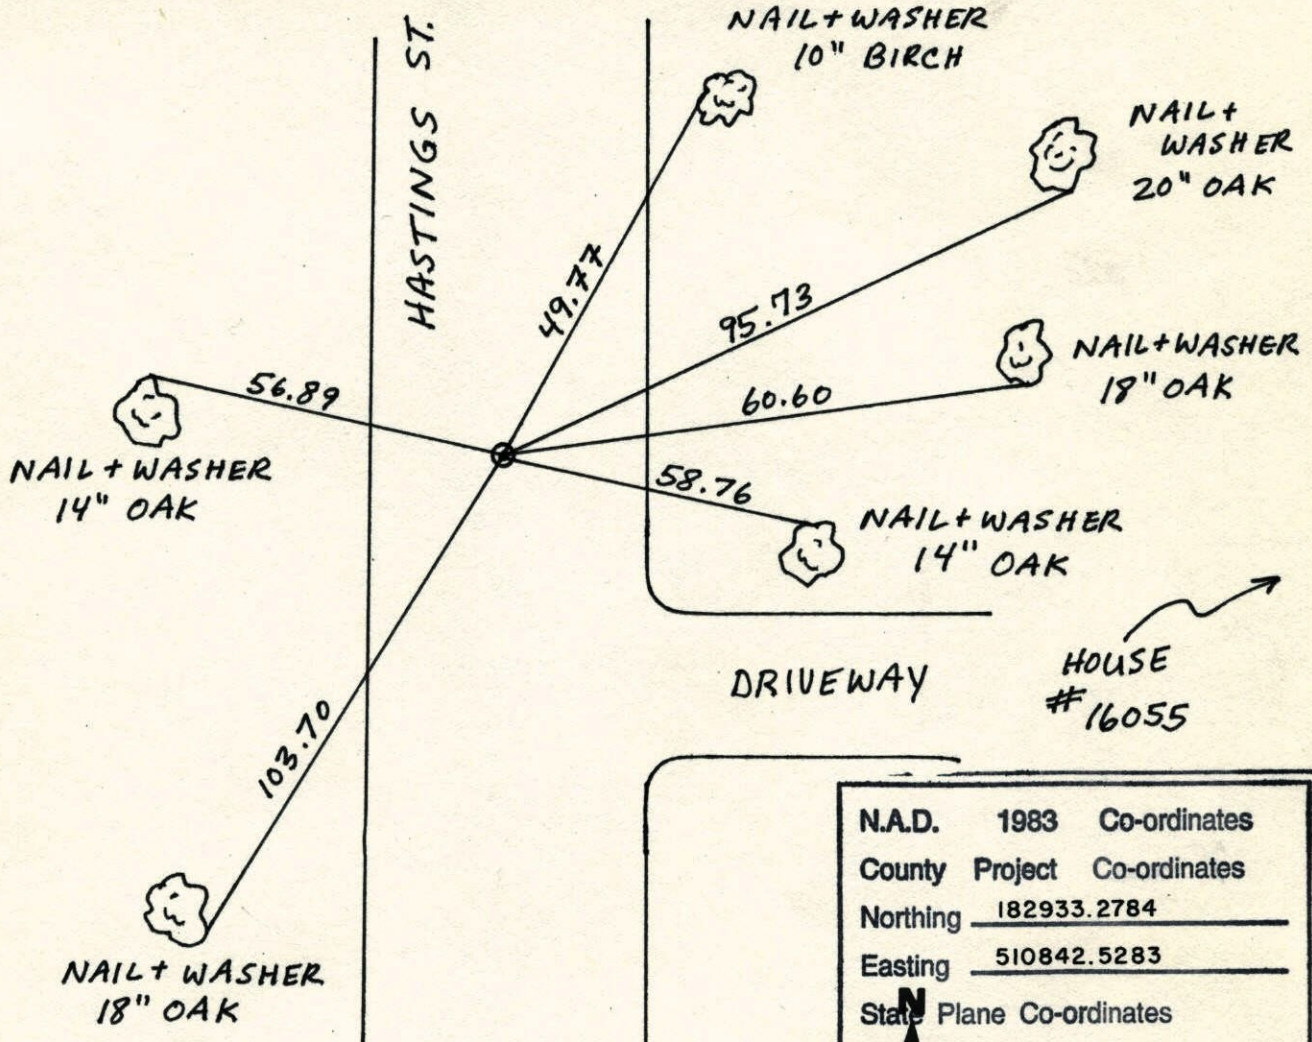 NAIL + WASHER
10" BIRCH
HASTINGS ST.
NAIL +
WASHER
20" OAK
49.77
95.73
NAIL + WASHER
18" OAK
56.89
60.60
NAIL + WASHER
14" OAK
58.76
NAIL + WASHER
14" OAK
DRIVEWAY
HOUSE
# 16055
103.70
NAIL + WASHER
18" OAK
N.A.D. 1983 Co-ordinates
County Project Co-ordinates
Northing 182933.2784
Easting 510842.5283
N
State Plane Co-ordinates